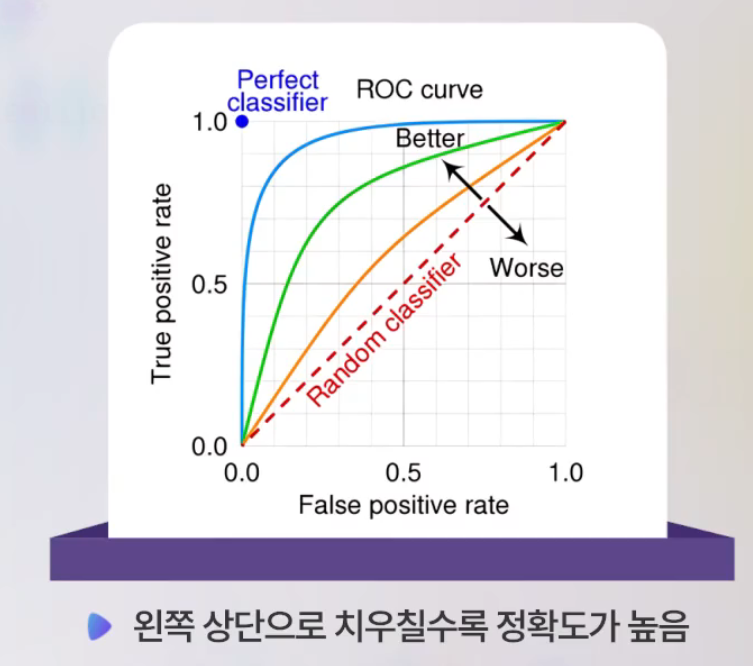 Perfect
classifier
ROC curve
1.0
Better
True positive rate
0.5
Worse
Random classifier
0.0
0.0 0.5 1.0
False positive rate
왼쪽 상단으로 치우칠수록 정확도가 높음